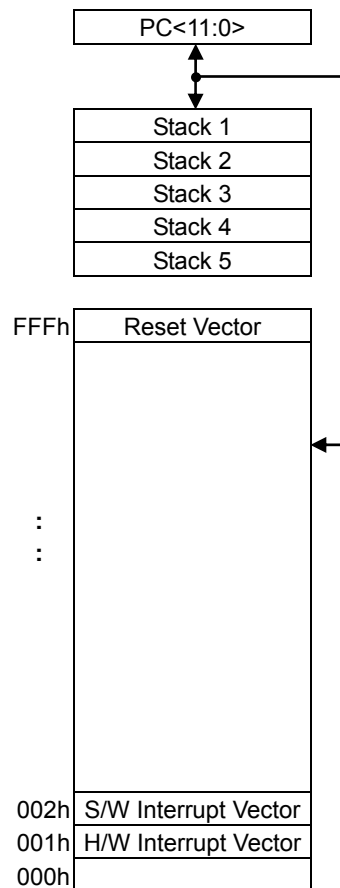 PC<11:0>
Stack 1
Stack 2
Stack 3
Stack 4
Stack 5
FFFh Reset Vector
:
:
002h S/W Interrupt Vector
001h H/W Interrupt Vector
000h